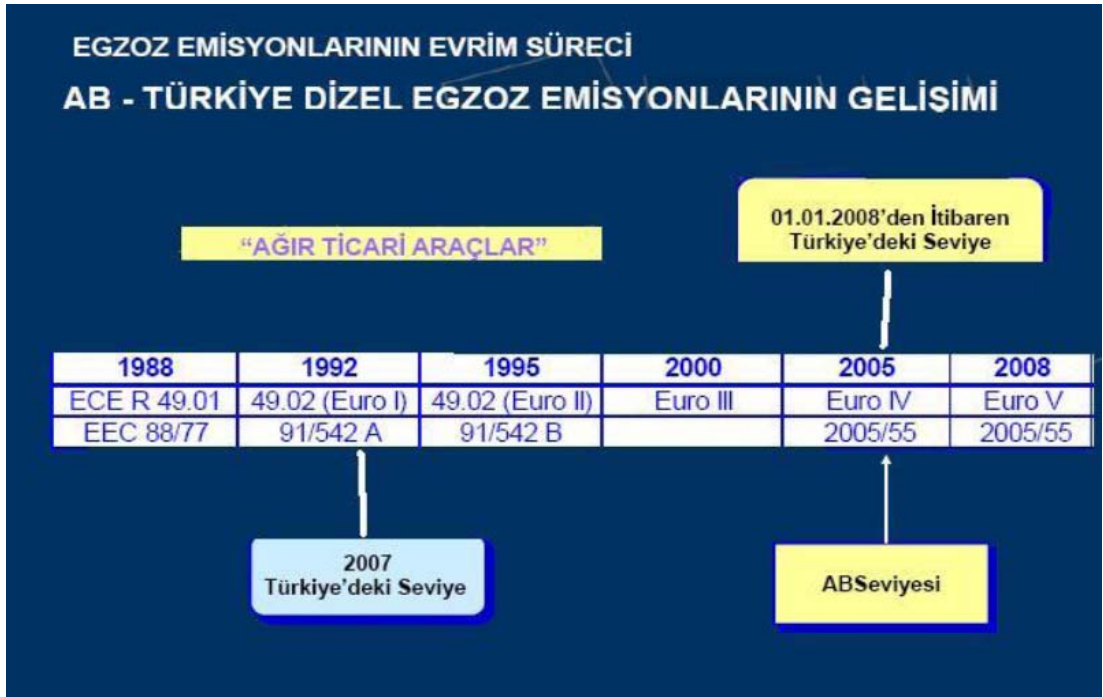 EGZOZ EMİSYONLARININ EVRİM SÜRECİ
AB - TÜRKİYE DİZEL EGZOZ EMİSYONLARININ GELİŞİMİ
01.01.2008'den İtibaren
Türkiye'deki Seviye
“AĞIR TİCARİ ARAÇLAR”
1988 1992 1995 2000 2005 2008
ECE R 49.01 49.02 (Euro I) 49.02 (Euro II) Euro III Euro IV Euro V
EEC 88/77 91/542 A 91/542 B 2005/55 2005/55
2007
Türkiye'deki Seviye
ABSeviyesi